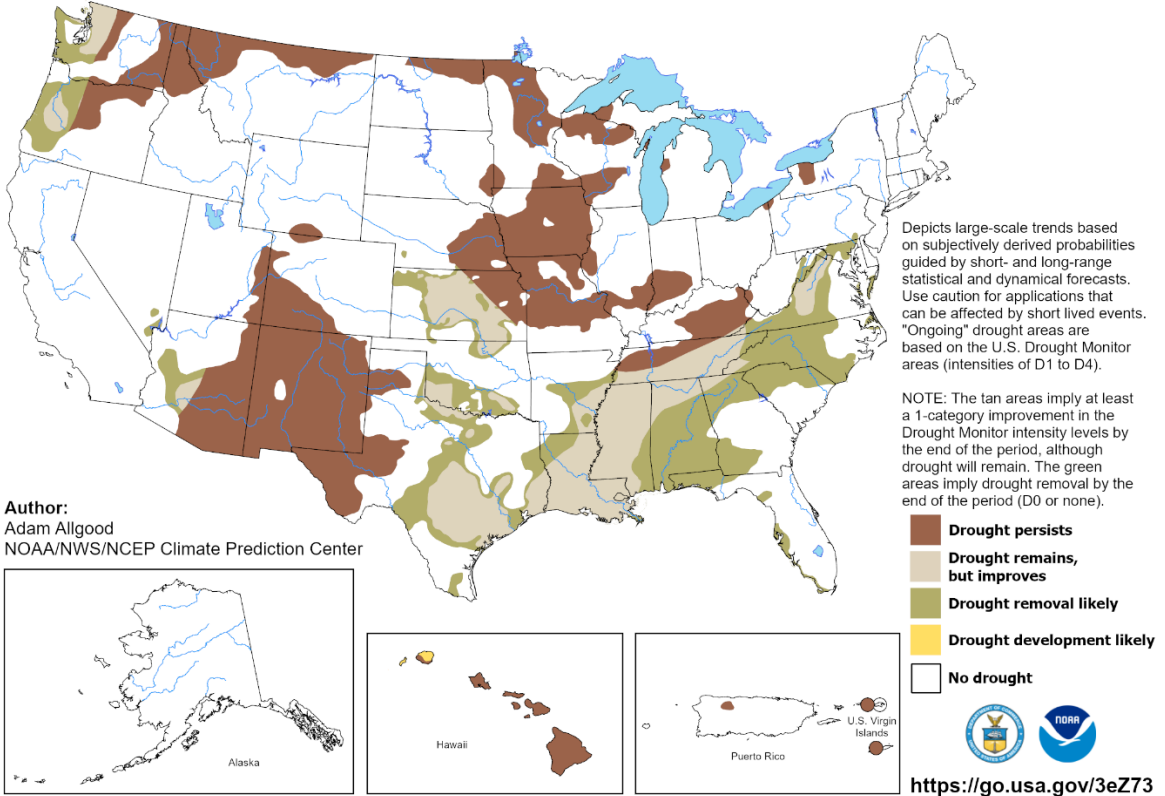 Depicts large-scale trends based
on subjectively derived probabilities
guided by short- and long-range
statistical and dynamical forecasts.
Use caution for applications that
can be affected by short lived events.
"Ongoing" drought areas are
based on the U.S. Drought Monitor
areas (intensities of D1 to D4).
NOTE: The tan areas imply at least
a 1-category improvement in the
Drought Monitor intensity levels by
the end of the period, although
drought will remain. The green
areas imply drought removal by the
end of the period (D0 or none).
Author:
Adam Allgood
NOAA/NWS/NCEP Climate Prediction Center
Drought persists
Drought remains,
but improves
Drought removal likely
Drought development likely
No drought
Alaska
Hawaii
Puerto Rico
U.S. Virgin
Islands
NOAA
https://go.usa.gov/3eZ73